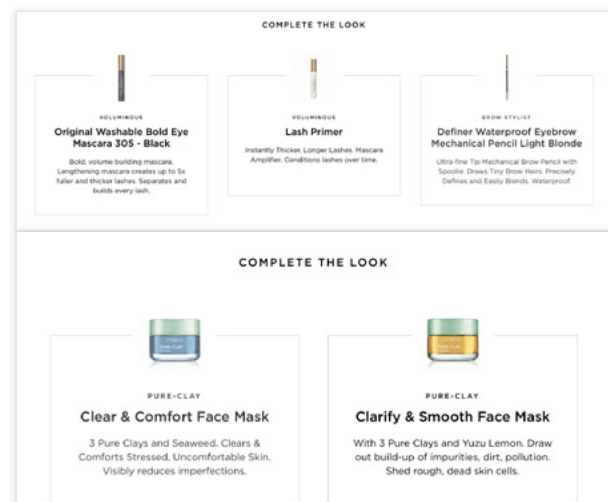 COMPLETE THE LOOK
VOLUMINOUS
Original Washable Bold Eye
Mascara 305 - Black
Bold, volume building mascara.
Lengthening mascara creates up to 5x
fuller and thicker lashes. Separates and
builds every lash.
VOLUMINOUS
Lash Primer
Instantly Thicker, Longer Lashes. Mascara
Amplifier. Conditions lashes over time.
BROW STYLIST
Definer Waterproof Eyebrow
Mechanical Pencil Light Blonde
Ultra-fine Tip Mechanical Brow Pencil with
Spoolie. Draws Tiny Brow Hairs. Precisely
Defines and Easily Blends. Waterproof.
COMPLETE THE LOOK
PURE CLAY
PURE-CLAY
Clear & Comfort Face Mask
3 Pure Clays and Seaweed. Clears &
Comforts Stressed, Uncomfortable Skin.
Visibly reduces imperfections.
PURE CLAY
PURE-CLAY
Clarify & Smooth Face Mask
With 3 Pure Clays and Yuzu Lemon. Draw
out build-up of impurities, dirt, pollution.
Shed rough, dead skin cells.